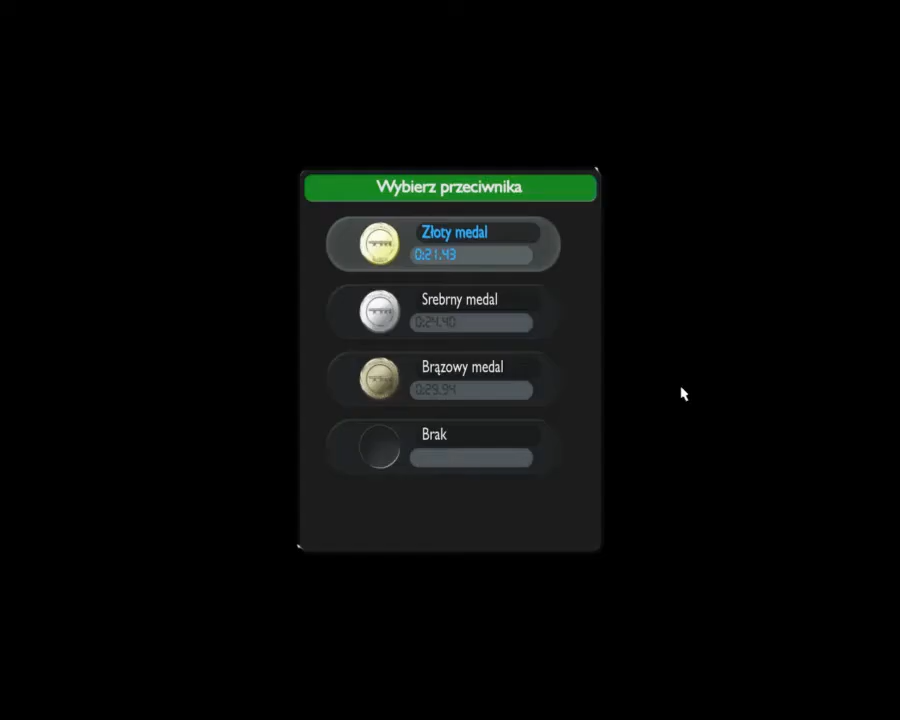 Wybierz przeciwnika
Złoty medal
0:21.43
Srebrny medal
0:24.40
Brązowy medal
0:29.94
Brak